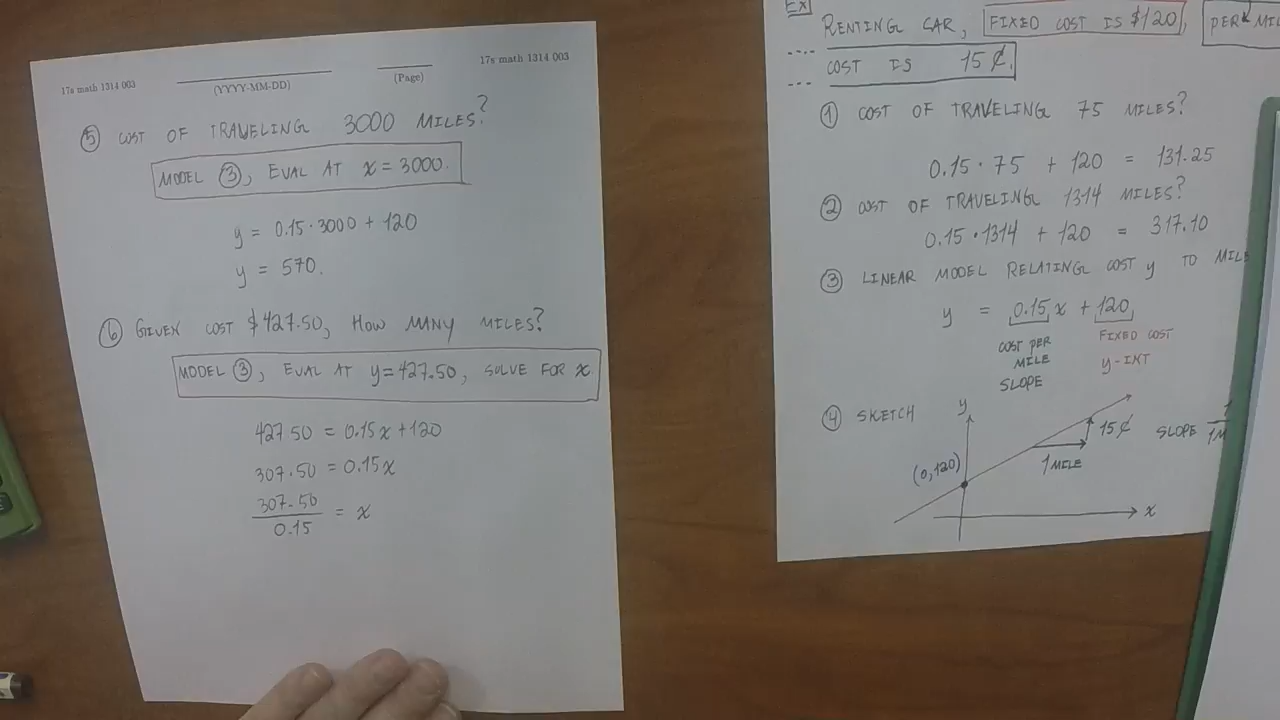 17s math 1314 003
(YYYY-MM-DD)
(Page)
17s math 1314 003
⑤ COST OF TRAVELING 3000 MILES?
MODEL ③, EVAL AT x = 3000.
y = 0.15·3000 + 120
y = 570.
⑥ GIVEN COST $427.50, HOW MANY MILES?
MODEL ③, EVAL AT y=427.50, SOLVE FOR x
427.50 = 0.15x+120
307.50 = 0.15x
307.50
0.15
= x
EX
RENTING CAR, FIXED COST IS $120, PER MIL
COST IS 15¢.
① COST OF TRAVELING 75 MILES?
0.15·75 + 120 = 131.25
② COST OF TRAVELING 1314 MILES?
0.15·1314 + 120 = 317.10
③ LINEAR MODEL RELATING COST y TO MILE
y = 0.15x + 120
COST PER
MILE
SLOPE
FIXED COST
y-INT
④ SKETCH
y
(0,120)
15¢
1 MILE
x
SLOPE